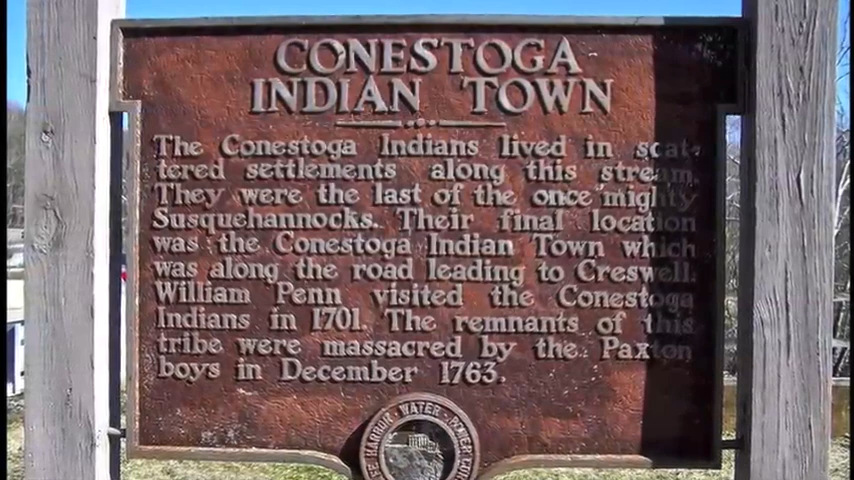 CONESTOGA
INDIAN TOWN
The Conestoga Indians lived in scat-
tered settlements along this stream.
They were the last of the once mighty
Susquehannocks. Their final location
was the Conestoga Indian Town which
was along the road leading to Creswell.
William Penn visited the Conestoga
Indians in 1701. The remnants of this
tribe were massacred by the Paxton
boys in December 1763.
HARBOR WATER POWER